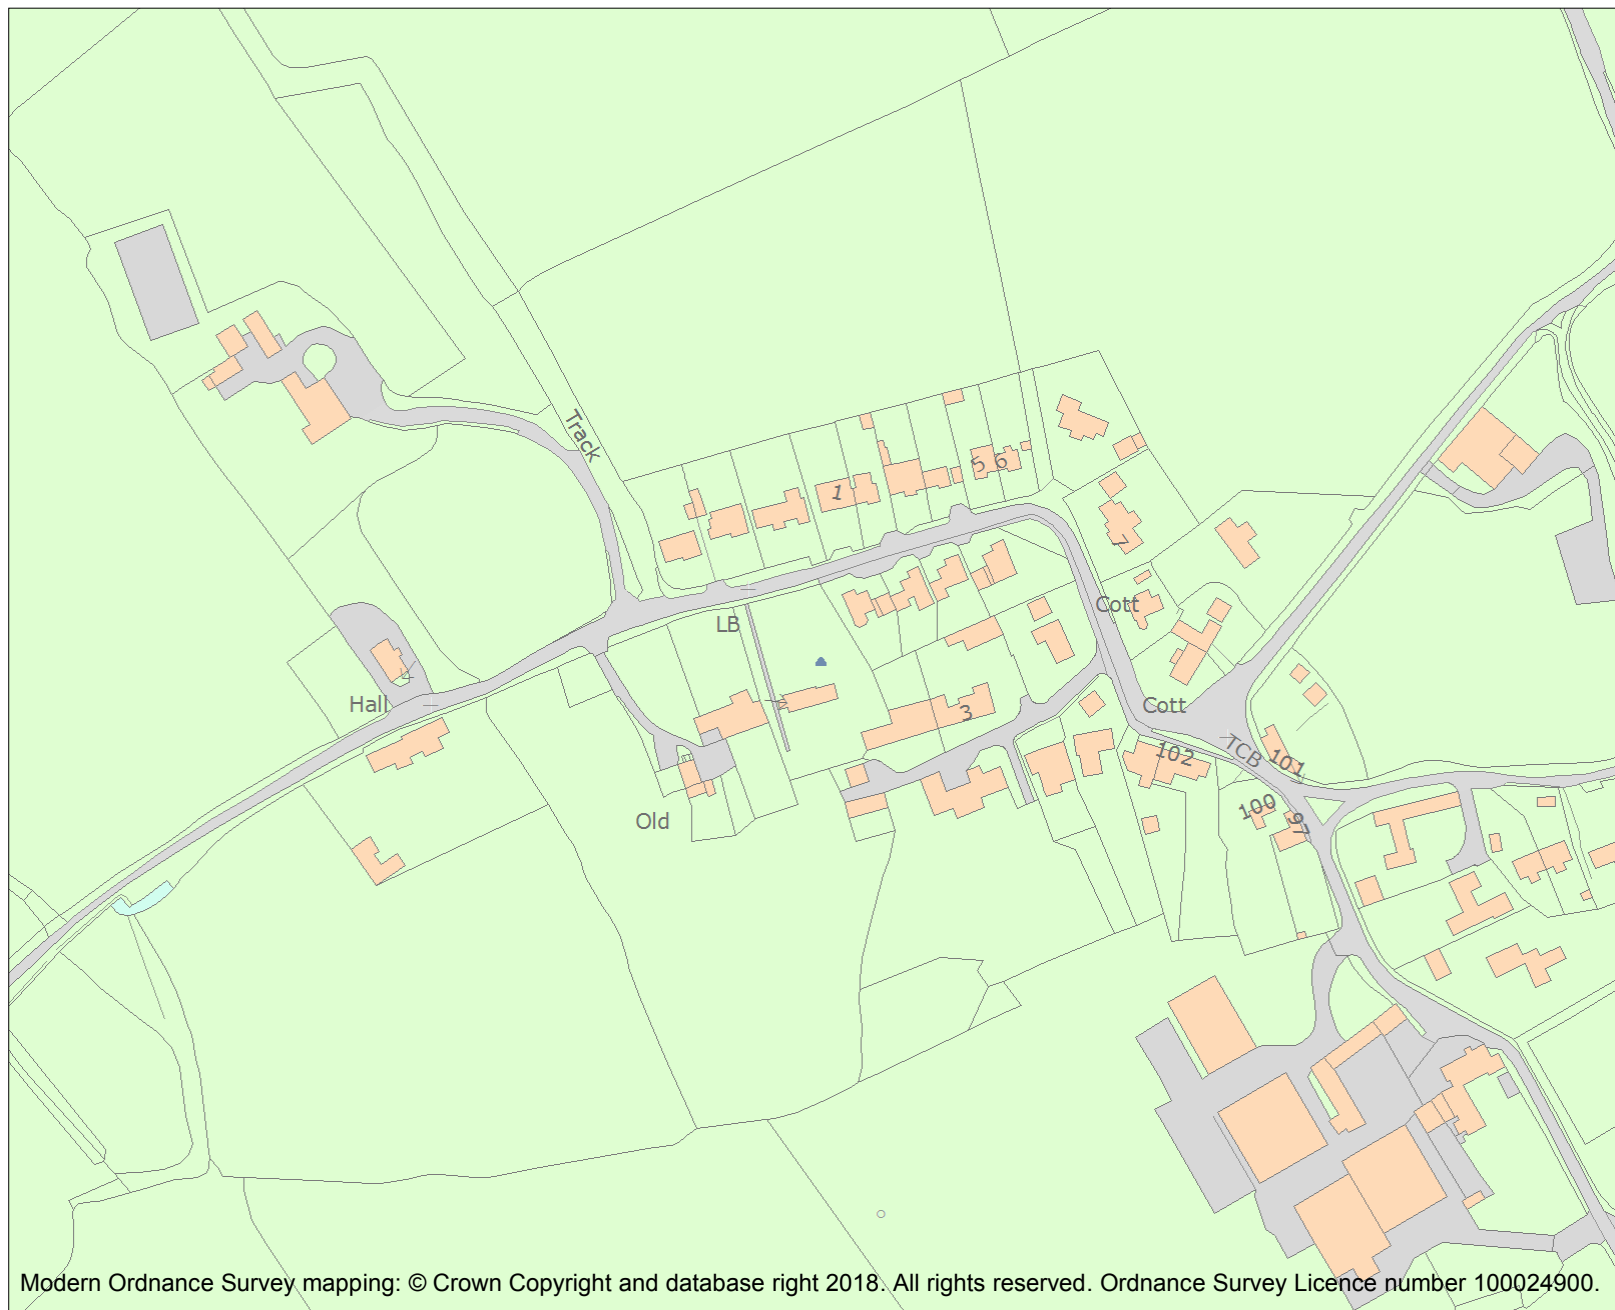 Track
5 6
1
7
Cott
LB
Hall
Cott
3
TCB
102
101
100
97
Old
Modern Ordnance Survey mapping: © Crown Copyright and database right 2018. All rights reserved. Ordnance Survey Licence number 100024900.